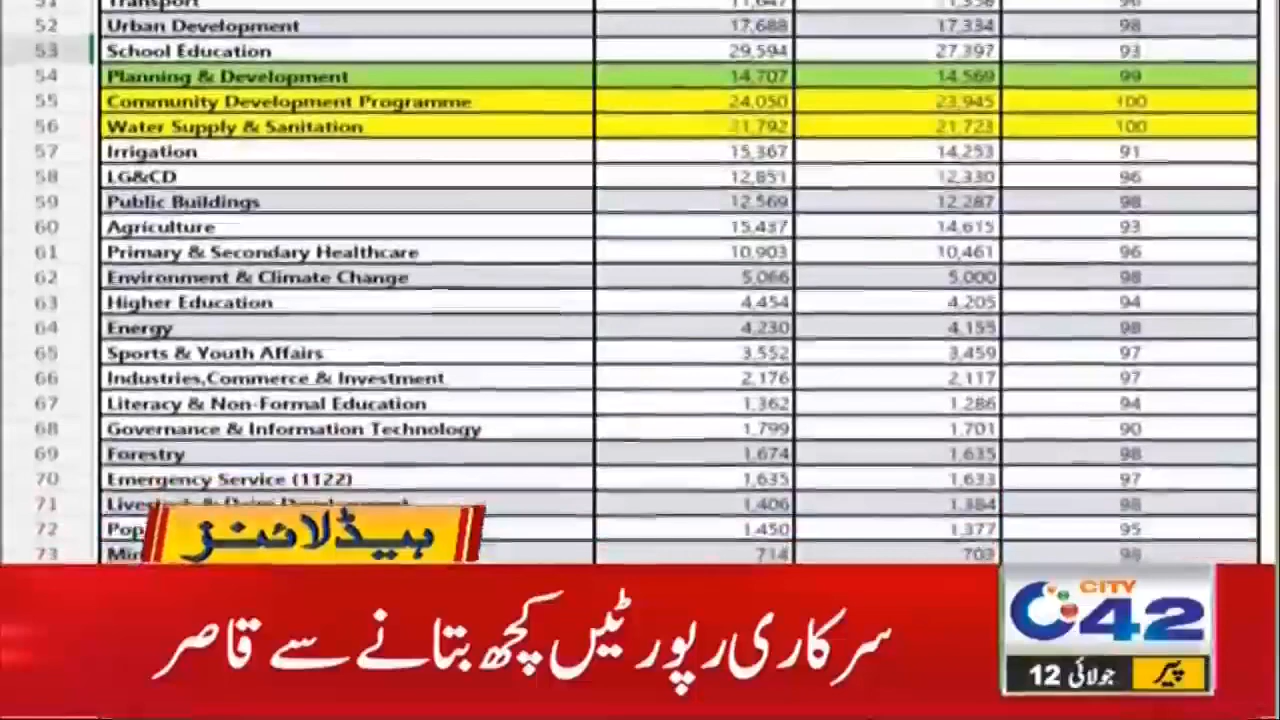 52 Urban Development 17,688 17,334 98
53 School Education 29,594 27,397 93
54 Planning & Development 14,707 14,569 99
55 Community Development Programme 24,050 23,945 100
56 Water Supply & Sanitation 21,792 21,723 100
57 Irrigation 15,367 14,253 91
58 LG&CD 12,851 12,330 96
59 Public Buildings 12,569 12,287 98
60 Agriculture 15,437 14,615 93
61 Primary & Secondary Healthcare 10,903 10,461 96
62 Environment & Climate Change 5,066 5,000 98
63 Higher Education 4,454 4,205 94
64 Energy 4,230 4,155 98
65 Sports & Youth Affairs 3,552 3,459 97
66 Industries,Commerce & Investment 2,176 2,117 97
67 Literacy & Non-Formal Education 1,362 1,286 94
68 Governance & Information Technology 1,799 1,701 90
69 Forestry 1,674 1,635 98
70 Emergency Service (1122) 1,635 1,633 97
71 1,406 1,384 98
72 Pop 1,450 1,377 95
73 Min 714 703 98
ہیڈلائنز
سرکاری رپورٹیں کچھ بتانے سے قاصر
CITY
42
پیر 12 جولائی